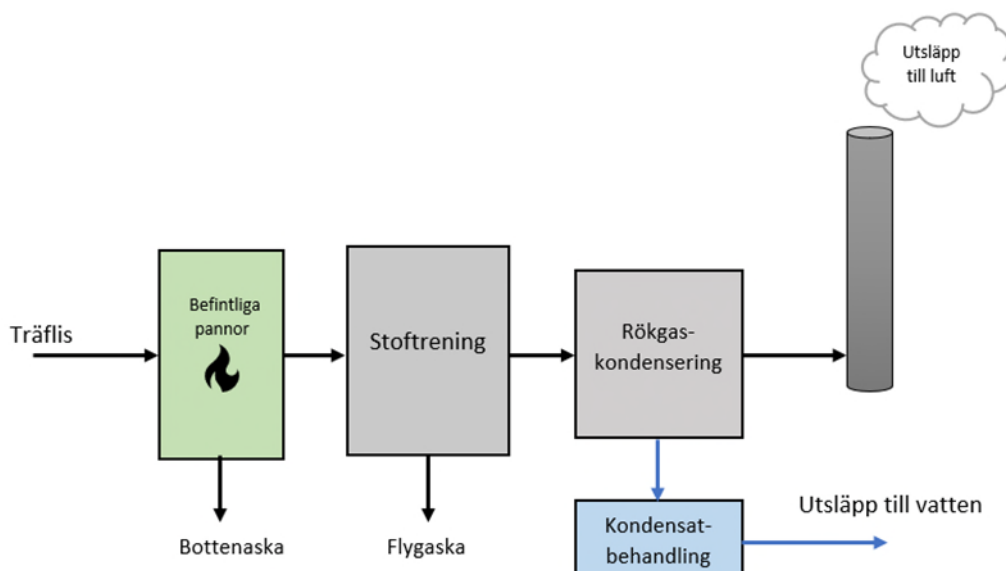 Utsläpp
till luft
Träflis
Befintliga
pannor
Stoftrening
Rökgas-
kondensering
Bottenaska
Flygaska
Kondensat-
behandling
Utsläpp till vatten